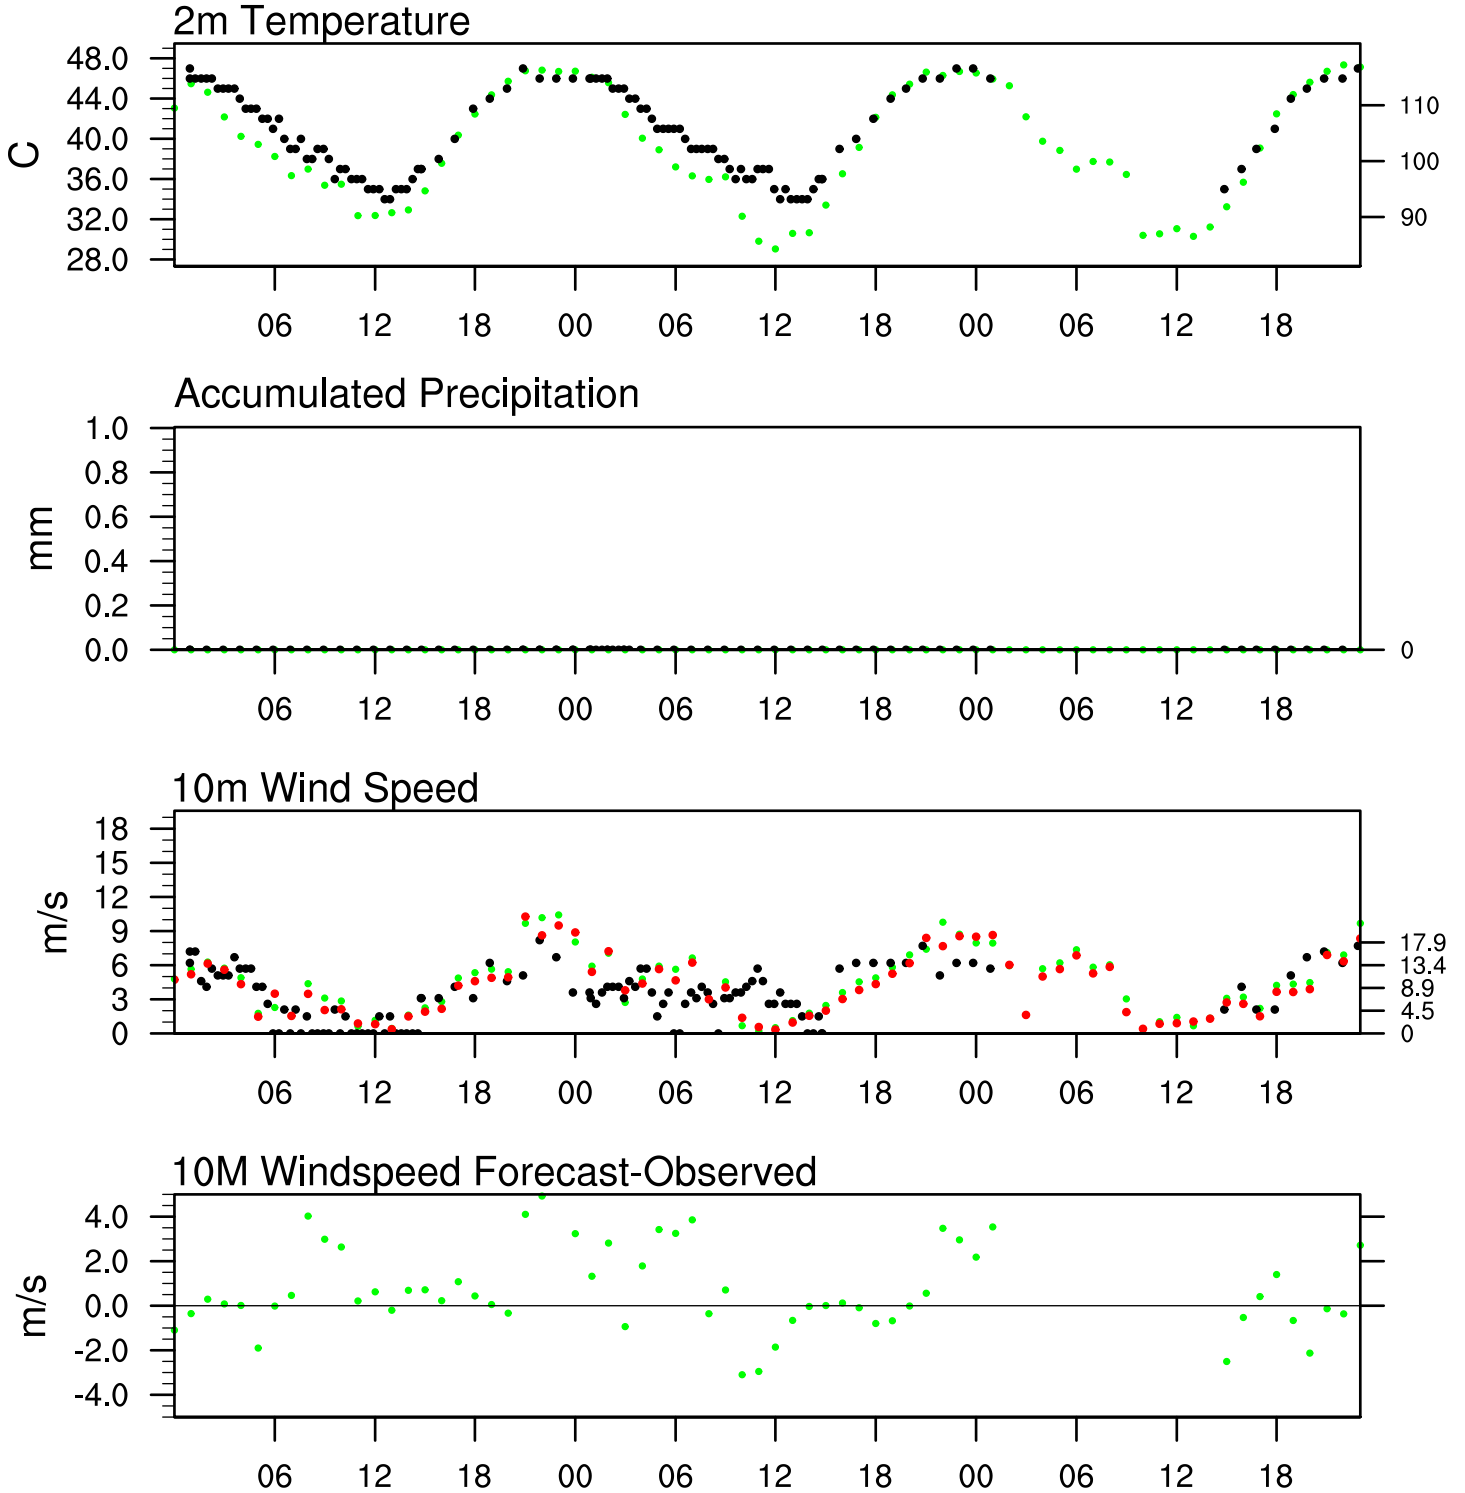 2m Temperature
48.0
44.0
40.0
36.0
32.0
28.0
C
110
100
90
06 12 18 00 06 12 18 00 06 12 18
Accumulated Precipitation
1.0
0.8
0.6
0.4
0.2
0.0
mm
0
06 12 18 00 06 12 18 00 06 12 18
10m Wind Speed
18
15
12
9
6
3
0
m/s
17.9
13.4
8.9
4.5
0
06 12 18 00 06 12 18 00 06 12 18
10M Windspeed Forecast-Observed
4.0
2.0
0.0
-2.0
-4.0
m/s
06 12 18 00 06 12 18 00 06 12 18